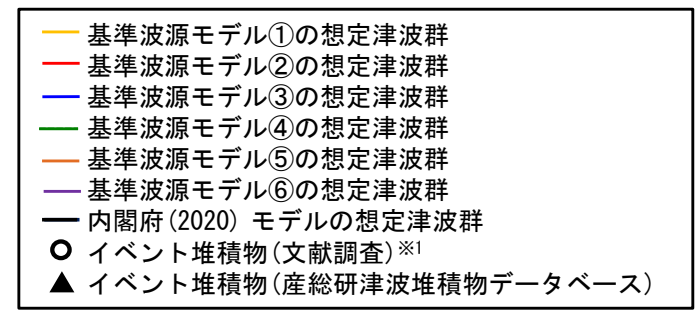 基準波源モデル①の想定津波群
基準波源モデル②の想定津波群
基準波源モデル③の想定津波群
基準波源モデル④の想定津波群
基準波源モデル⑤の想定津波群
基準波源モデル⑥の想定津波群
内閣府(2020) モデルの想定津波群
イベント堆積物(文献調査)※1
イベント堆積物(産総研津波堆積物データベース)